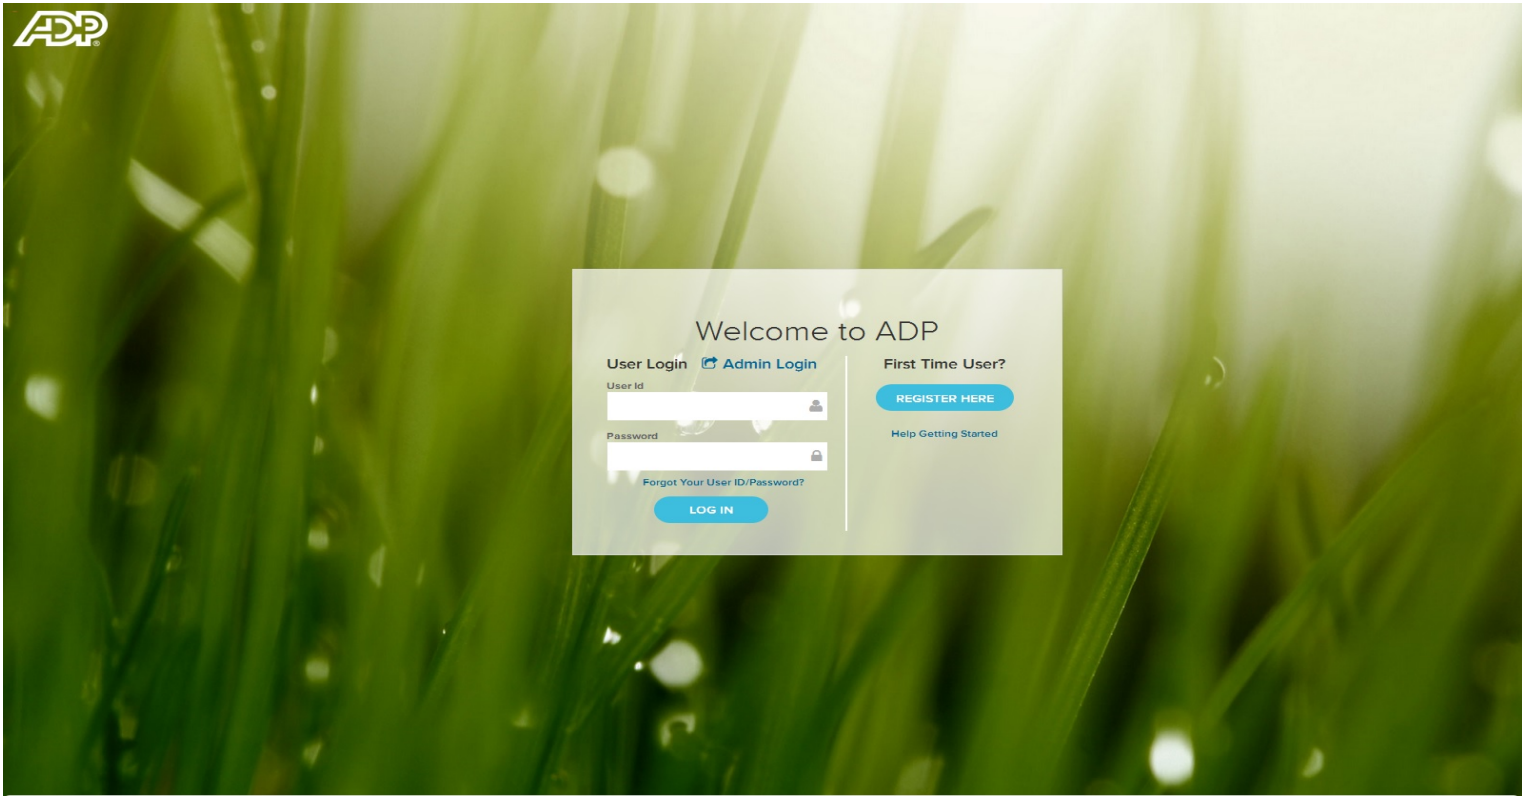 ADP®
Welcome to ADP
User Login Admin Login
User Id
Password
Forgot Your User ID/Password?
LOG IN
First Time User?
REGISTER HERE
Help Getting Started